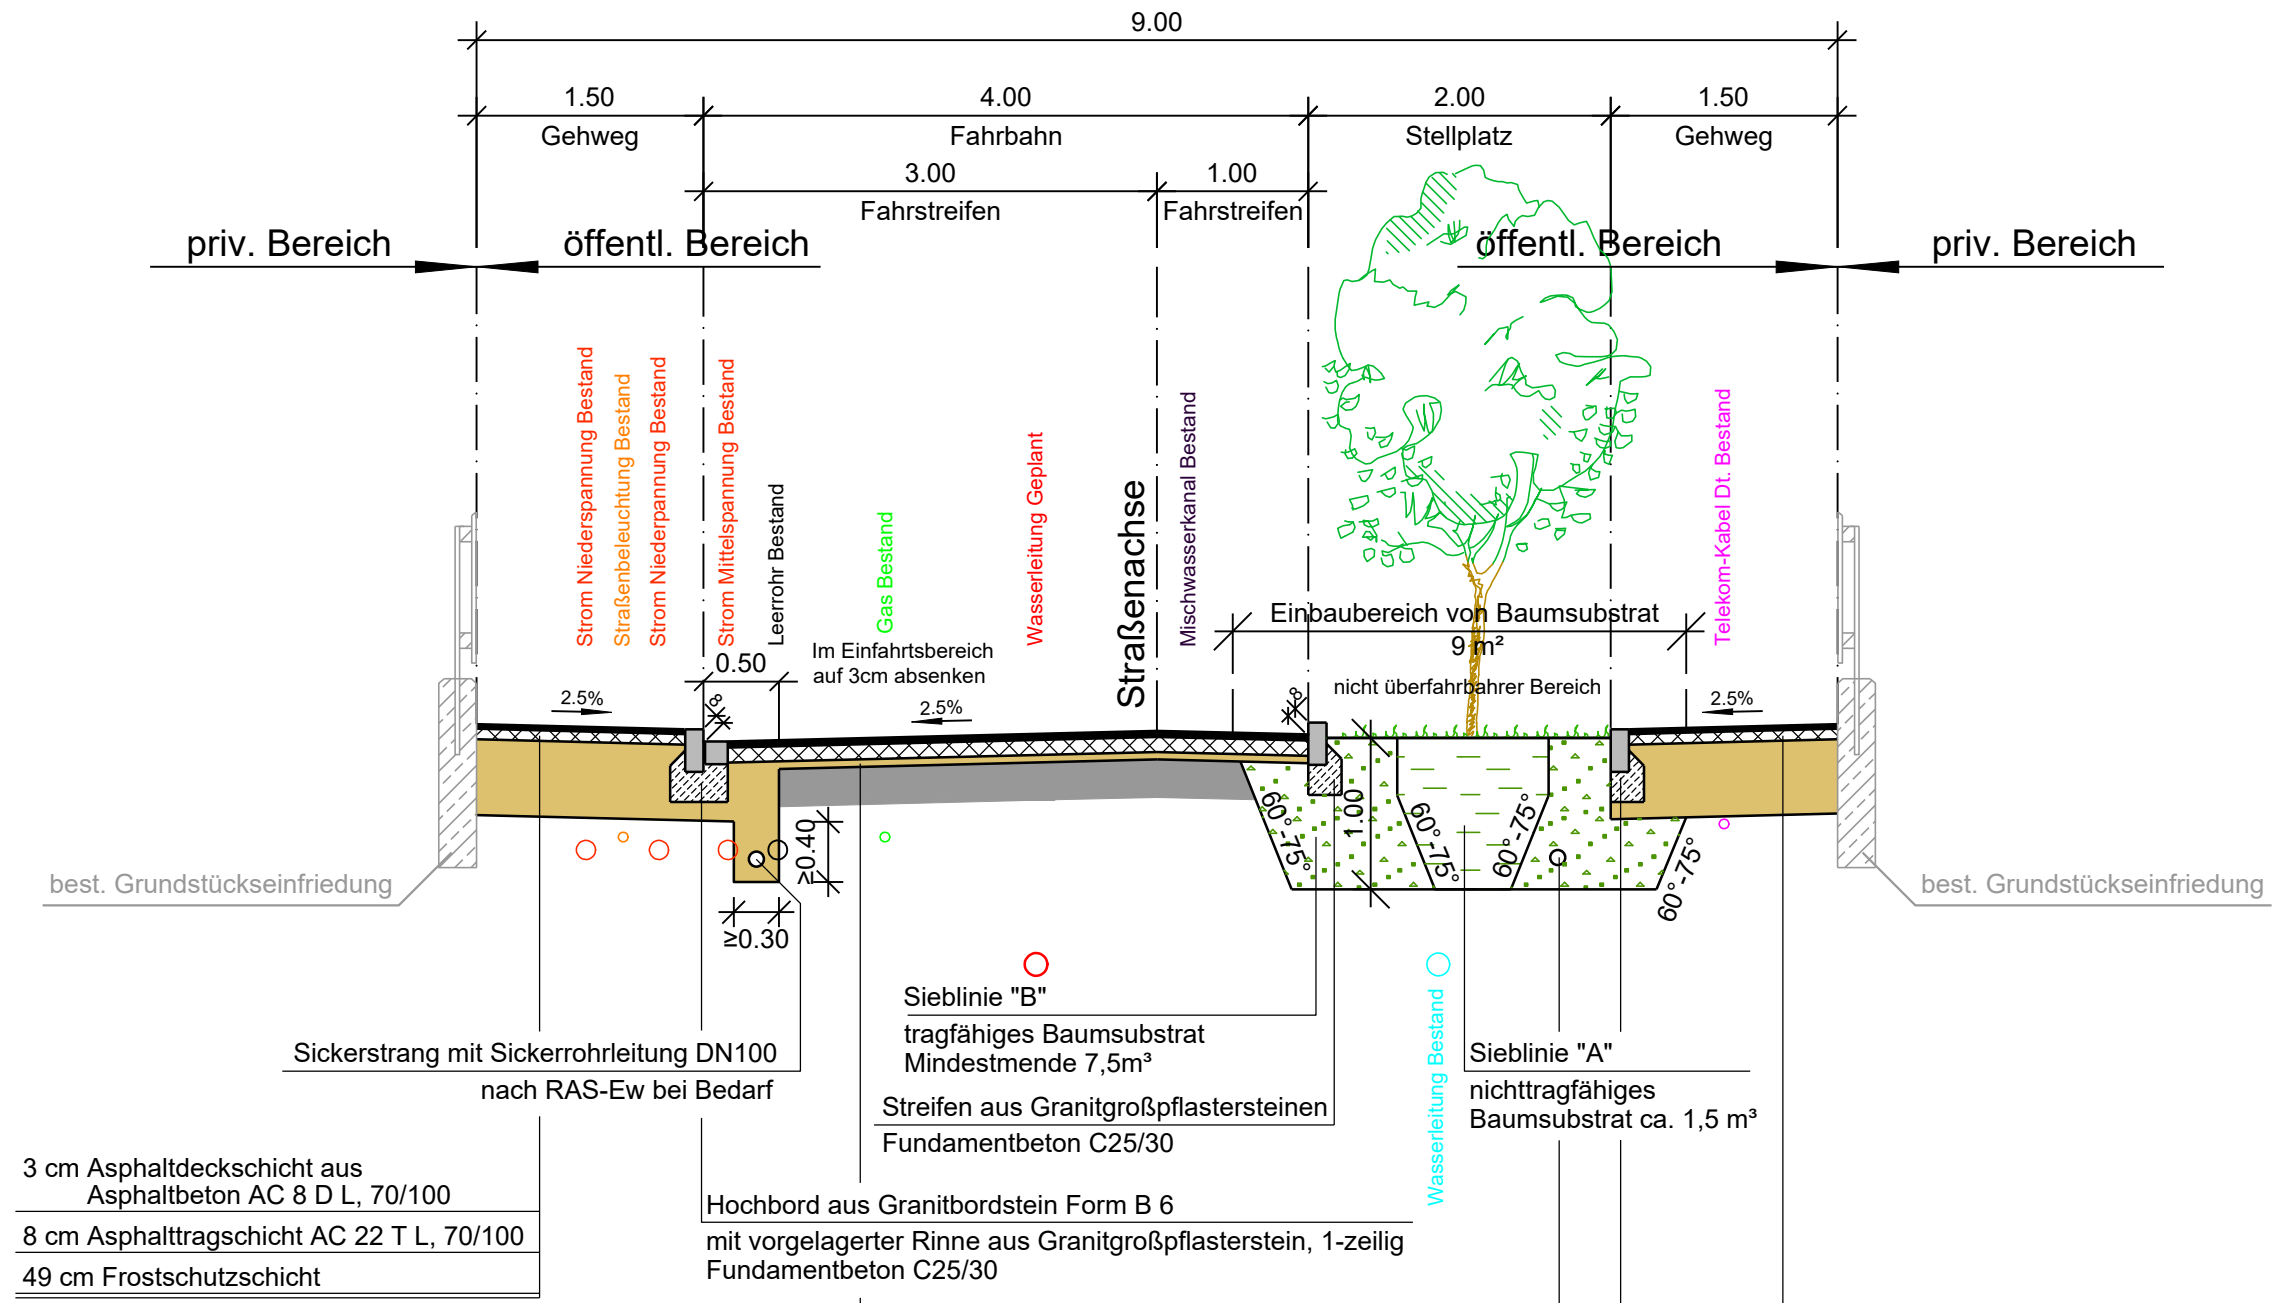 9.00
1.50
4.00
2.00
1.50
Gehweg
Fahrbahn
Stellplatz
Gehweg
3.00
1.00
Fahrstreifen
Fahrstreifen
priv. Bereich
öffentl. Bereich
öffentl. Bereich
priv. Bereich
Strom Niederspannung Bestand
Straßenbeleuchtung Bestand
Strom Niederpannung Bestand
Strom Mittelspannung Bestand
Leerrohr Bestand
Gas Bestand
Wasserleitung Geplant
Straßenachse
Mischwasserkanal Bestand
Telekom-Kabel Dt. Bestand
Einbaubereich von Baumsubstrat
9 m²
Im Einfahrtsbereich
auf 3cm absenken
0.50
nicht überfahrbahrer Bereich
2.5%
8
2.5%
8
2.5%
≥0.40
60°-75°
1.00
60°-75°
60°-75°
60°-75°
best. Grundstückseinfriedung
best. Grundstückseinfriedung
≥0.30
Sieblinie "B"
tragfähiges Baumsubstrat
Mindestmende 7,5m³
Wasserleitung Bestand
Sickerstrang mit Sickerrohrleitung DN100
nach RAS-Ew bei Bedarf
Sieblinie "A"
nichttragfähiges
Baumsubstrat ca. 1,5 m³
Streifen aus Granitgroßpflastersteinen
Fundamentbeton C25/30
3 cm Asphaltdeckschicht aus
Asphaltbeton AC 8 D L, 70/100
8 cm Asphalttragschicht AC 22 T L, 70/100
49 cm Frostschutzschicht
Hochbord aus Granitbordstein Form B 6
mit vorgelagerter Rinne aus Granitgroßpflasterstein, 1-zeilig
Fundamentbeton C25/30